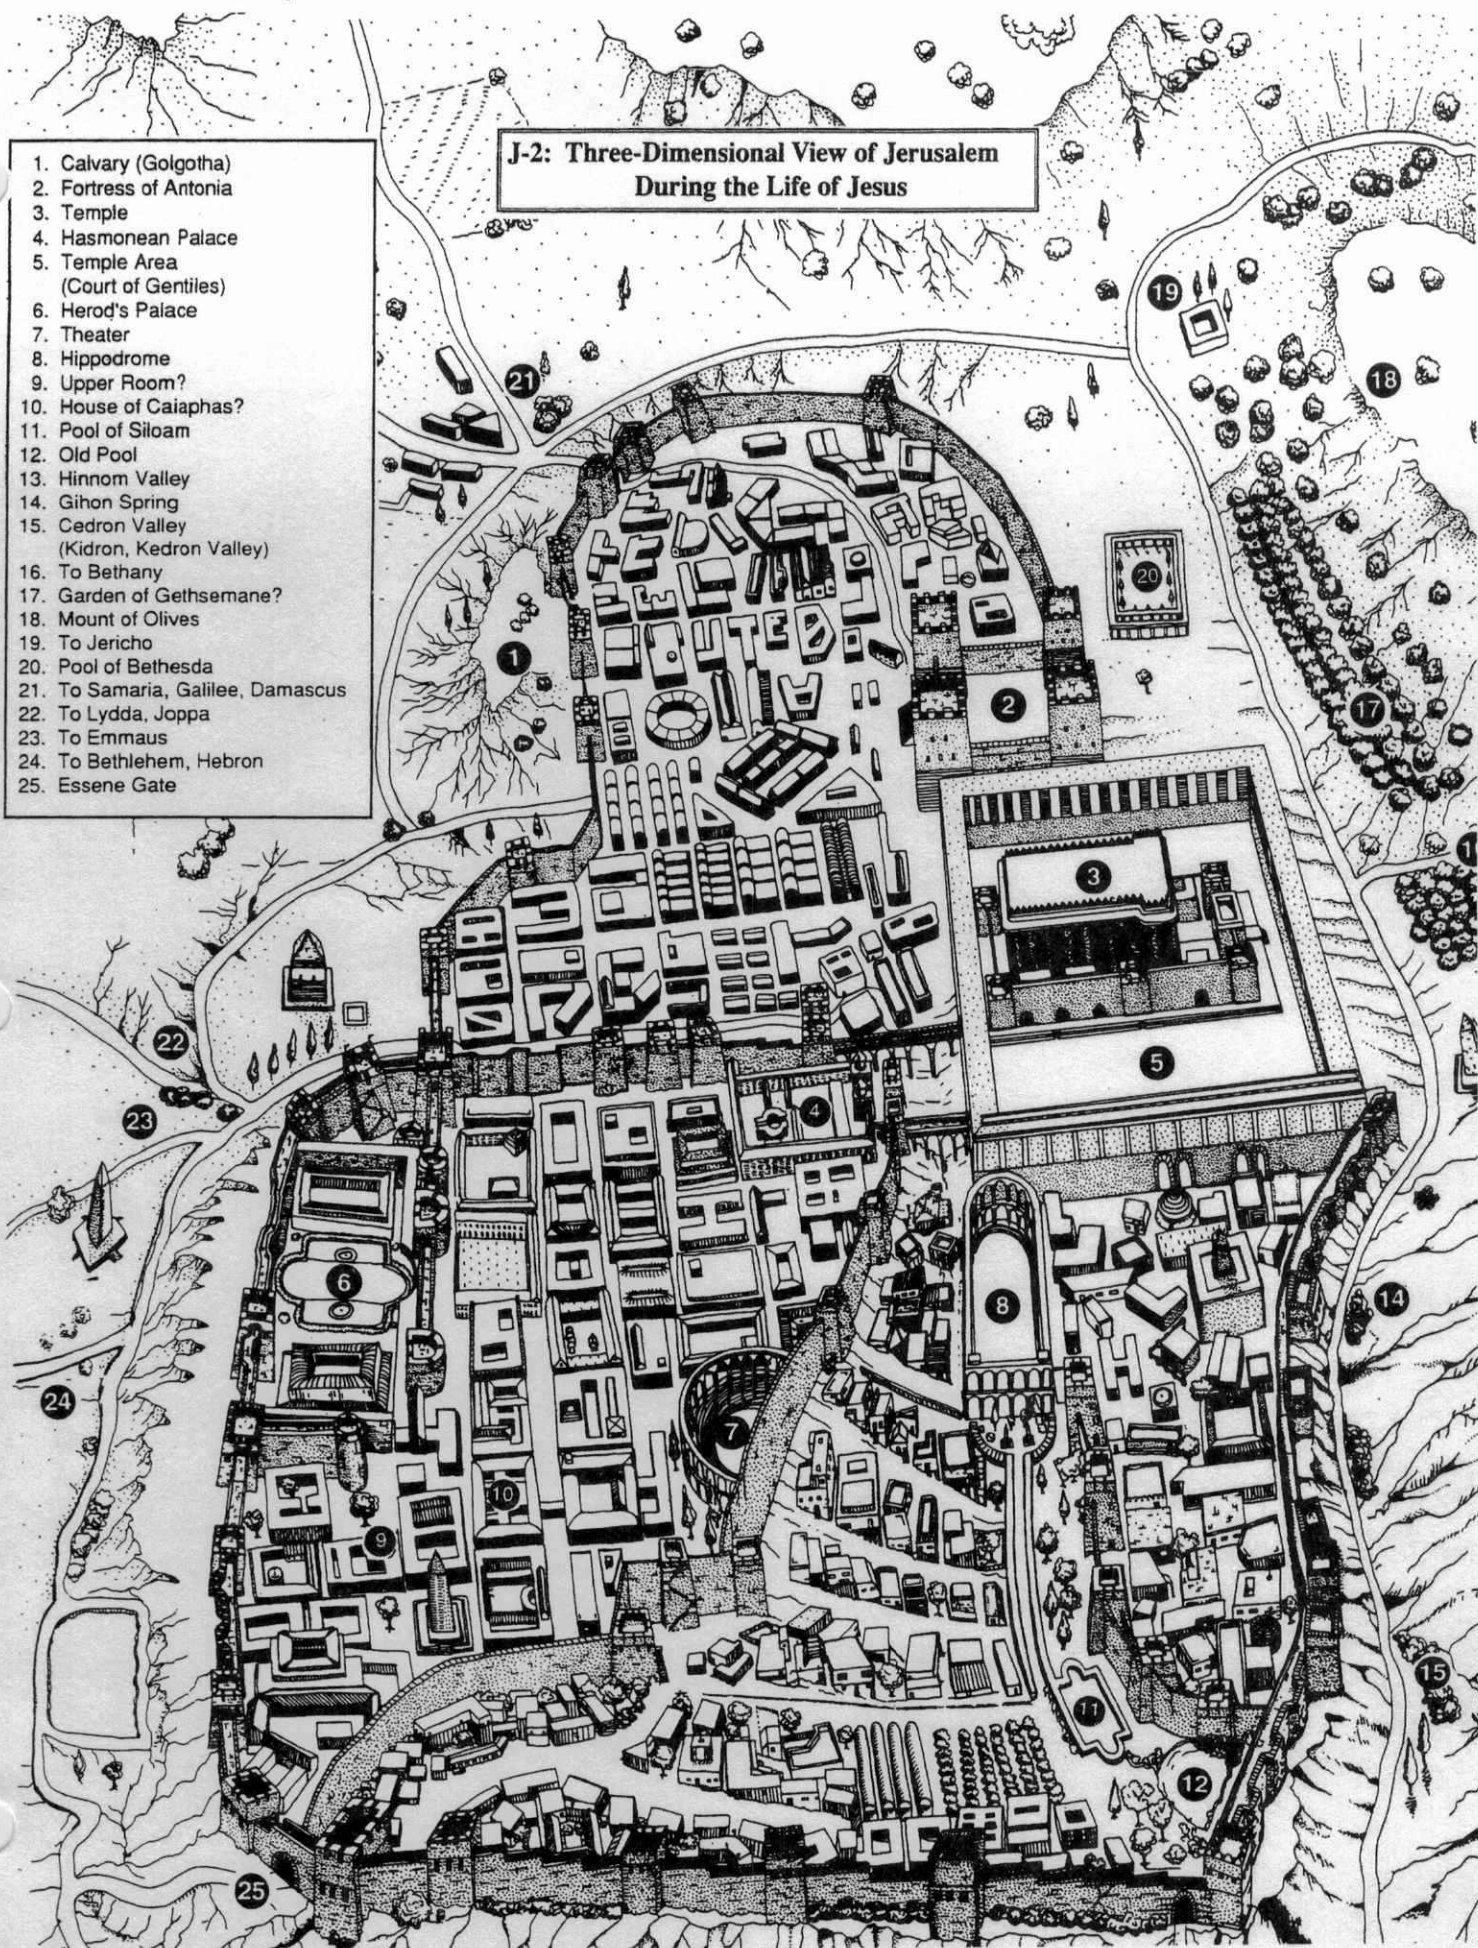 J-2: Three-Dimensional View of Jerusalem
During the Life of Jesus
1. Calvary (Golgotha)
2. Fortress of Antonia
3. Temple
4. Hasmonean Palace
5. Temple Area
(Court of Gentiles)
6. Herod's Palace
7. Theater
8. Hippodrome
9. Upper Room?
10. House of Caiaphas?
11. Pool of Siloam
12. Old Pool
13. Hinnom Valley
14. Gihon Spring
15. Cedron Valley
(Kidron, Kedron Valley)
16. To Bethany
17. Garden of Gethsemane?
18. Mount of Olives
19. To Jericho
20. Pool of Bethesda
21. To Samaria, Galilee, Damascus
22. To Lydda, Joppa
23. To Emmaus
24. To Bethlehem, Hebron
25. Essene Gate
19
21
18
20
1
2
17
3
22
5
4
23
6
8
14
24
7
10
9
15
11
12
25